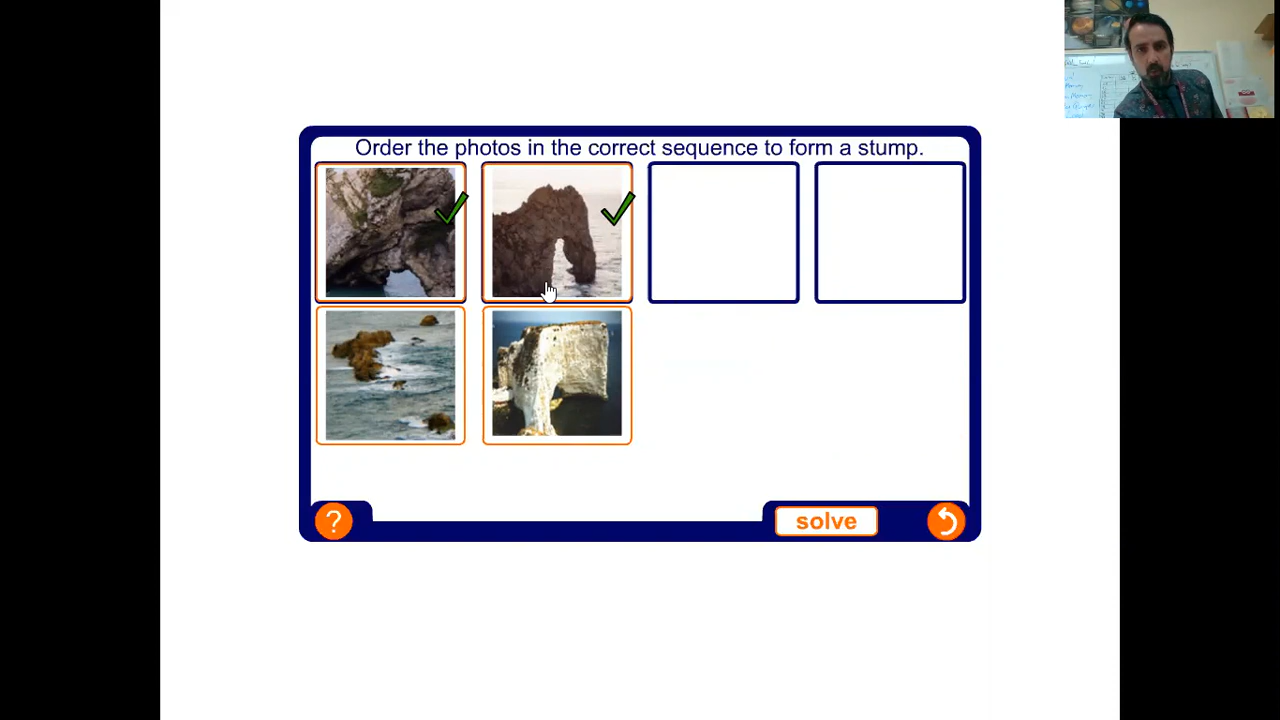 Order the photos in the correct sequence to form a stump.
?
solve